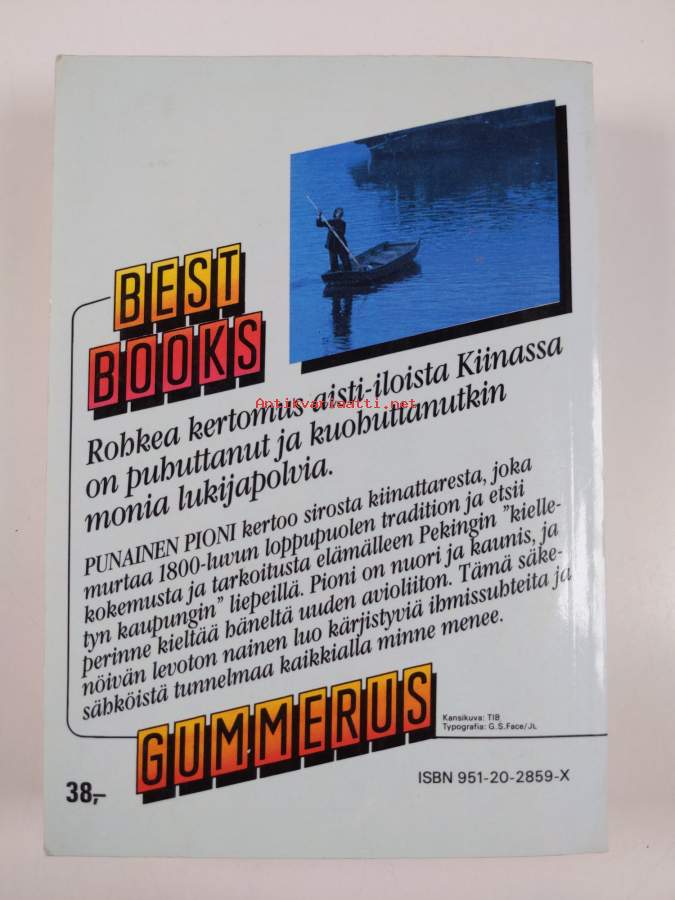 BEST
BOOKS
Antikvariaatti.net
Rohkea kertomus aisti-iloista Kiinassa
on puhuttanut ja kuohuttanutkin
monia lukijapolvia.
PUNAINEN PIONI kertoo sirosta kiinattaresta, joka
murtaa 1800-luvun loppupuolen tradition ja etsii
kokemusta ja tarkoitusta elämälleen Pekingin ”kielle-
tyn kaupungin” liepeillä. Pioni on nuori ja kaunis, ja
perinne kieltää häneltä uuden avioliiton. Tämä säke-
nöivän levoton nainen luo kärjistyviä ihmissuhteita ja
sähköistä tunnelmaa kaikkialla minne menee.
GUMMERUS
Kansikuva: TIB
Typografia: G.S.Face/JL
38,-
ISBN 951-20-2859-X